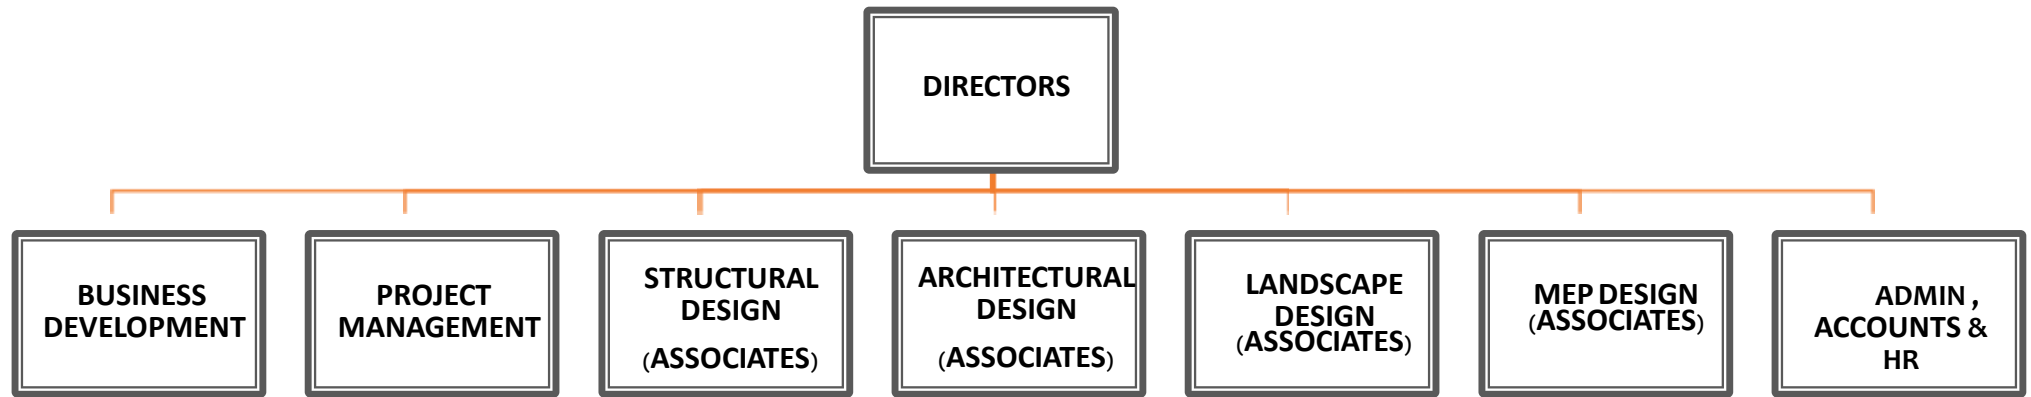 DIRECTORS
BUSINESS
DEVELOPMENT
PROJECT
MANAGEMENT
STRUCTURAL
DESIGN
(ASSOCIATES)
ARCHITECTURAL
DESIGN
(ASSOCIATES)
LANDSCAPE
DESIGN
(ASSOCIATES)
MEP DESIGN
(ASSOCIATES)
ADMIN ,
ACCOUNTS &
HR